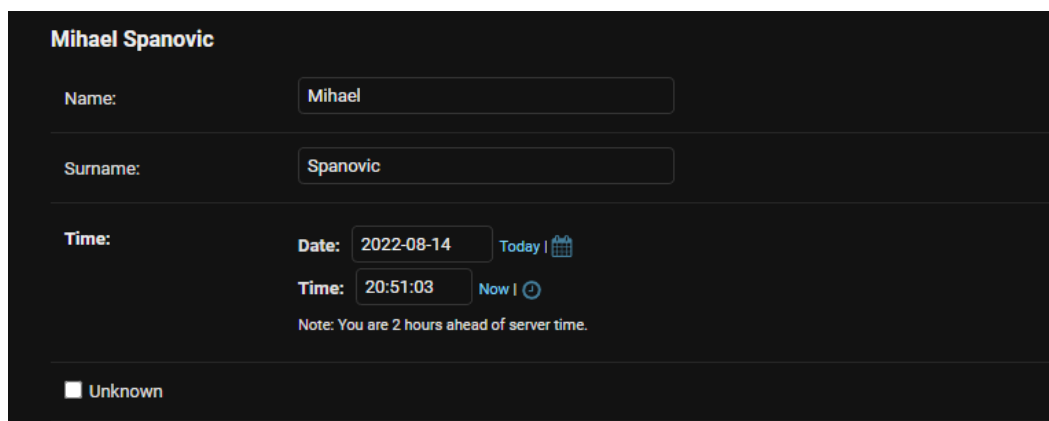 Mihael Spanovic
Name: Mihael
Surname: Spanovic
Time: Date: 2022-08-14 Today |
Time: 20:51:03 Now |
Note: You are 2 hours ahead of server time.
Unknown